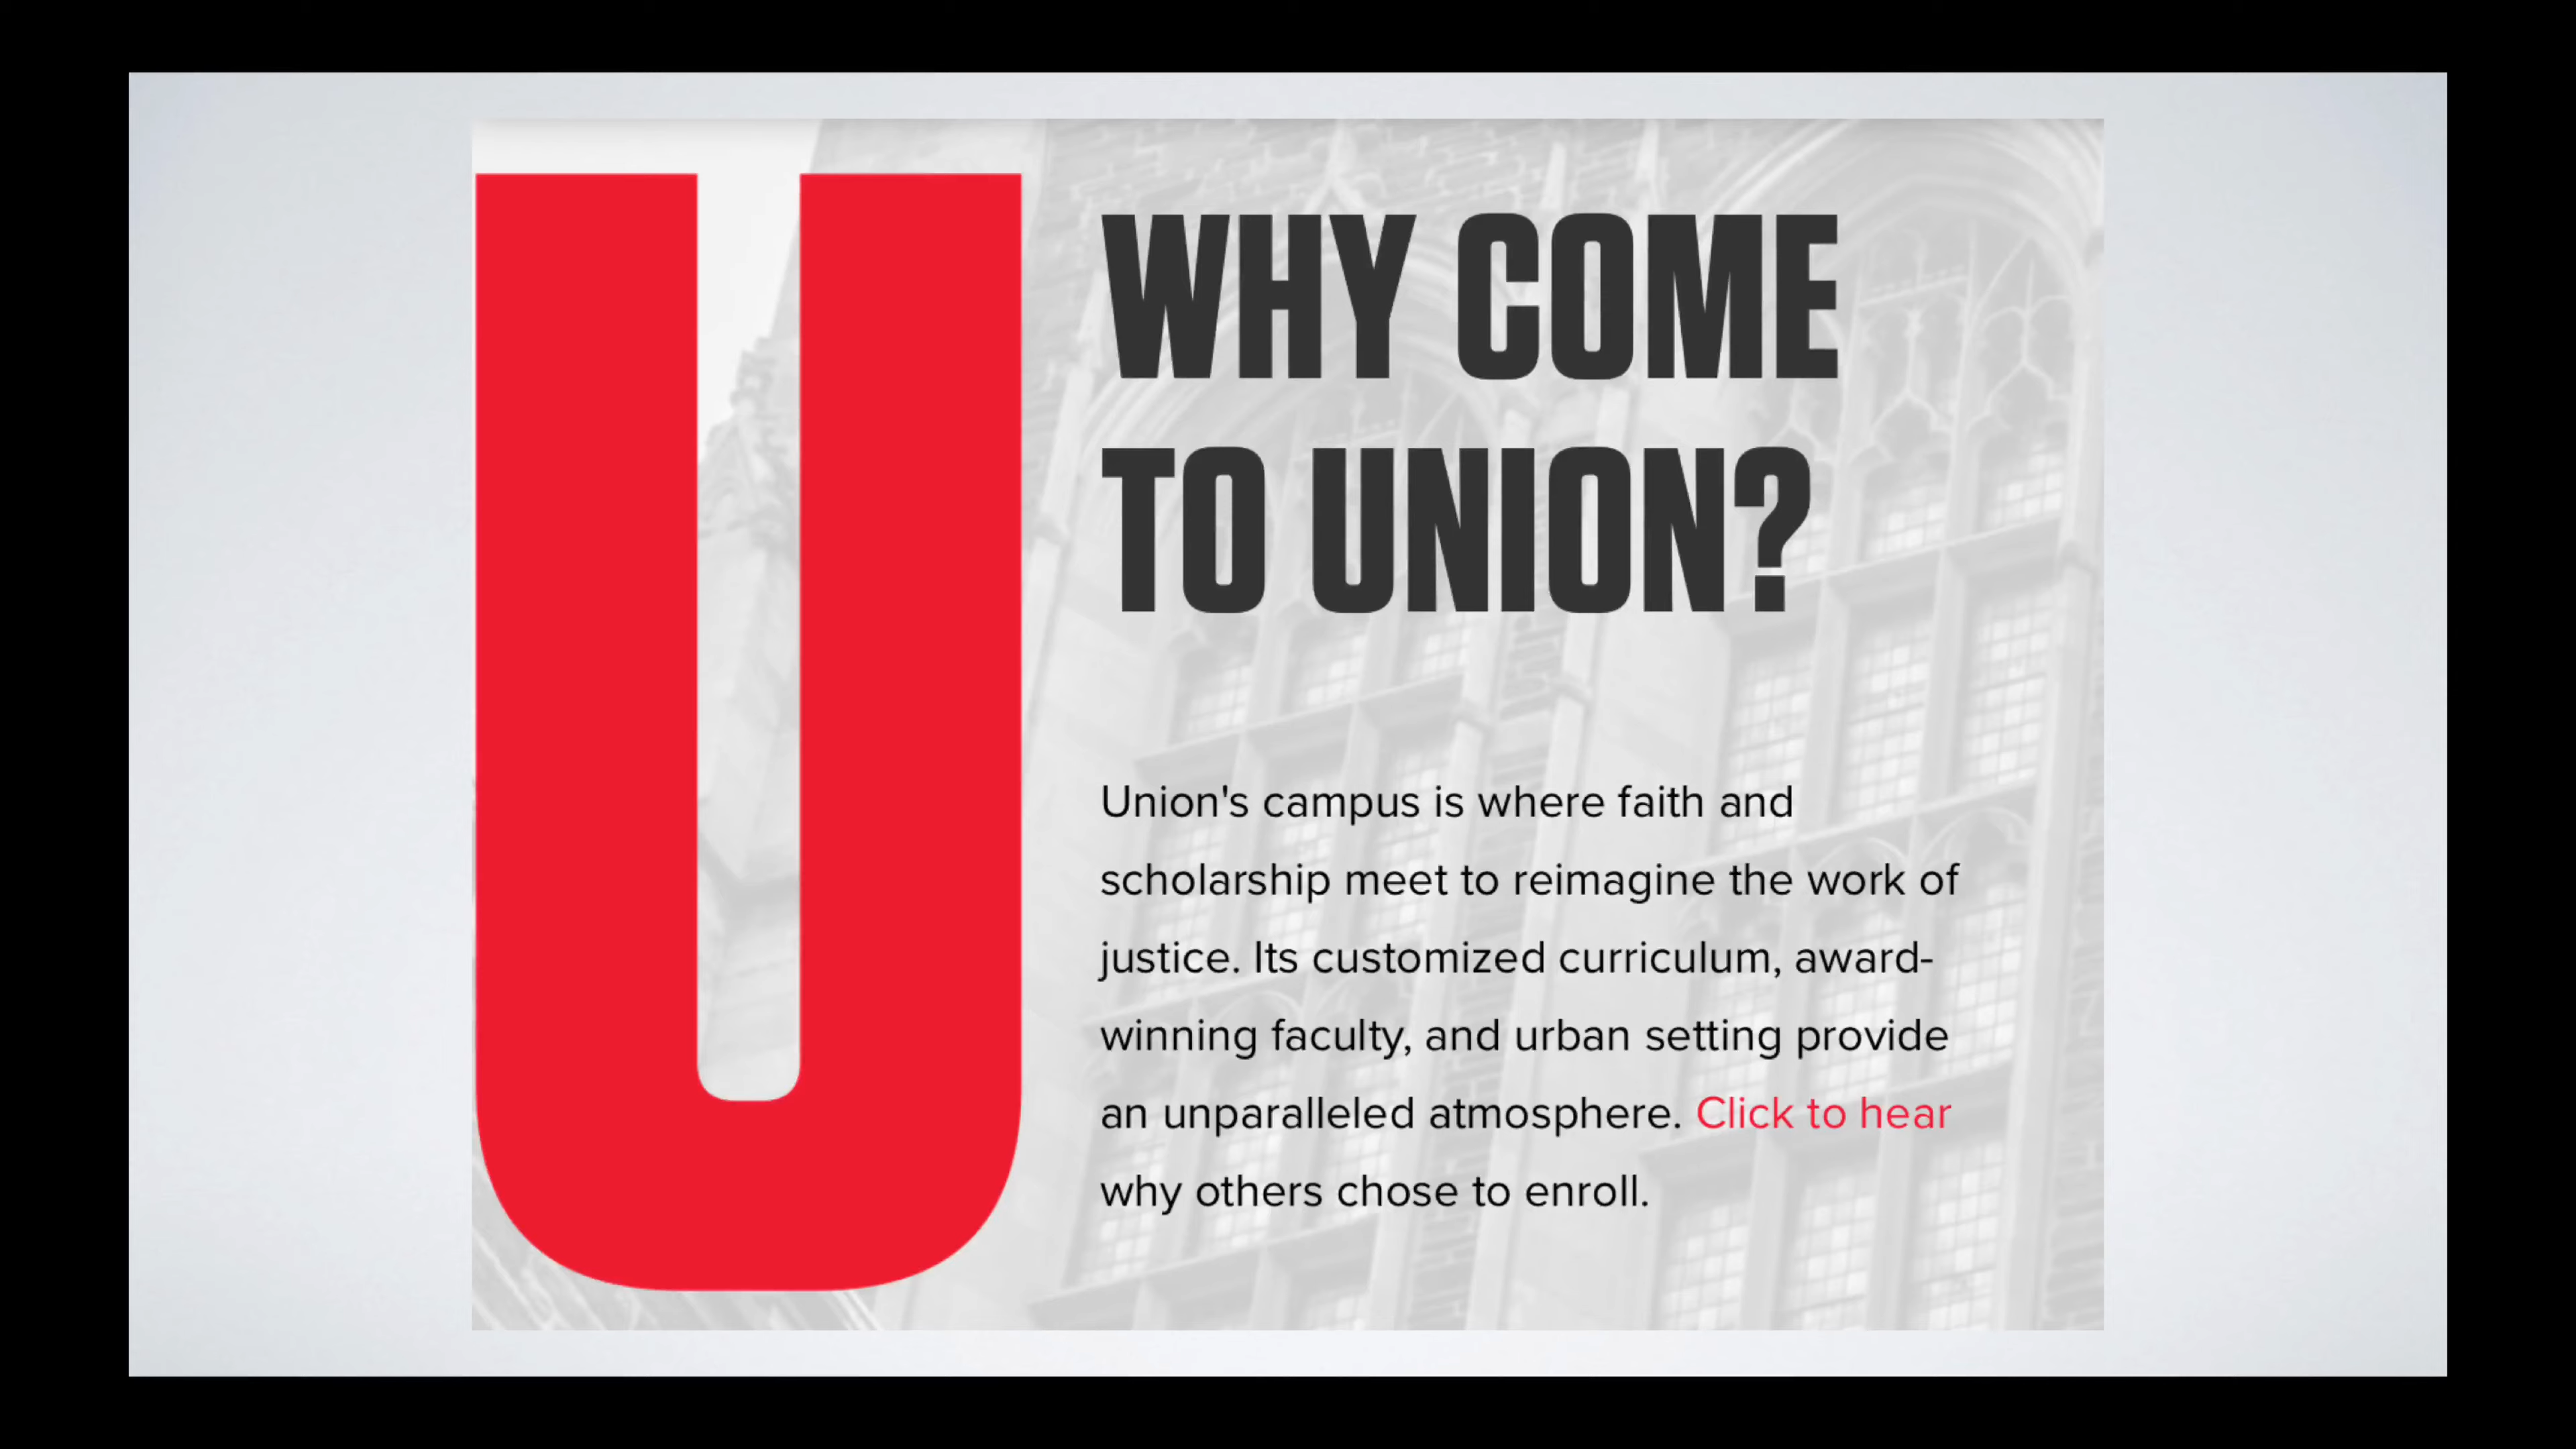 U
WHY COME
TO UNION?
Union's campus is where faith and
scholarship meet to reimagine the work of
justice. Its customized curriculum, award-
winning faculty, and urban setting provide
an unparalleled atmosphere. Click to hear
why others chose to enroll.